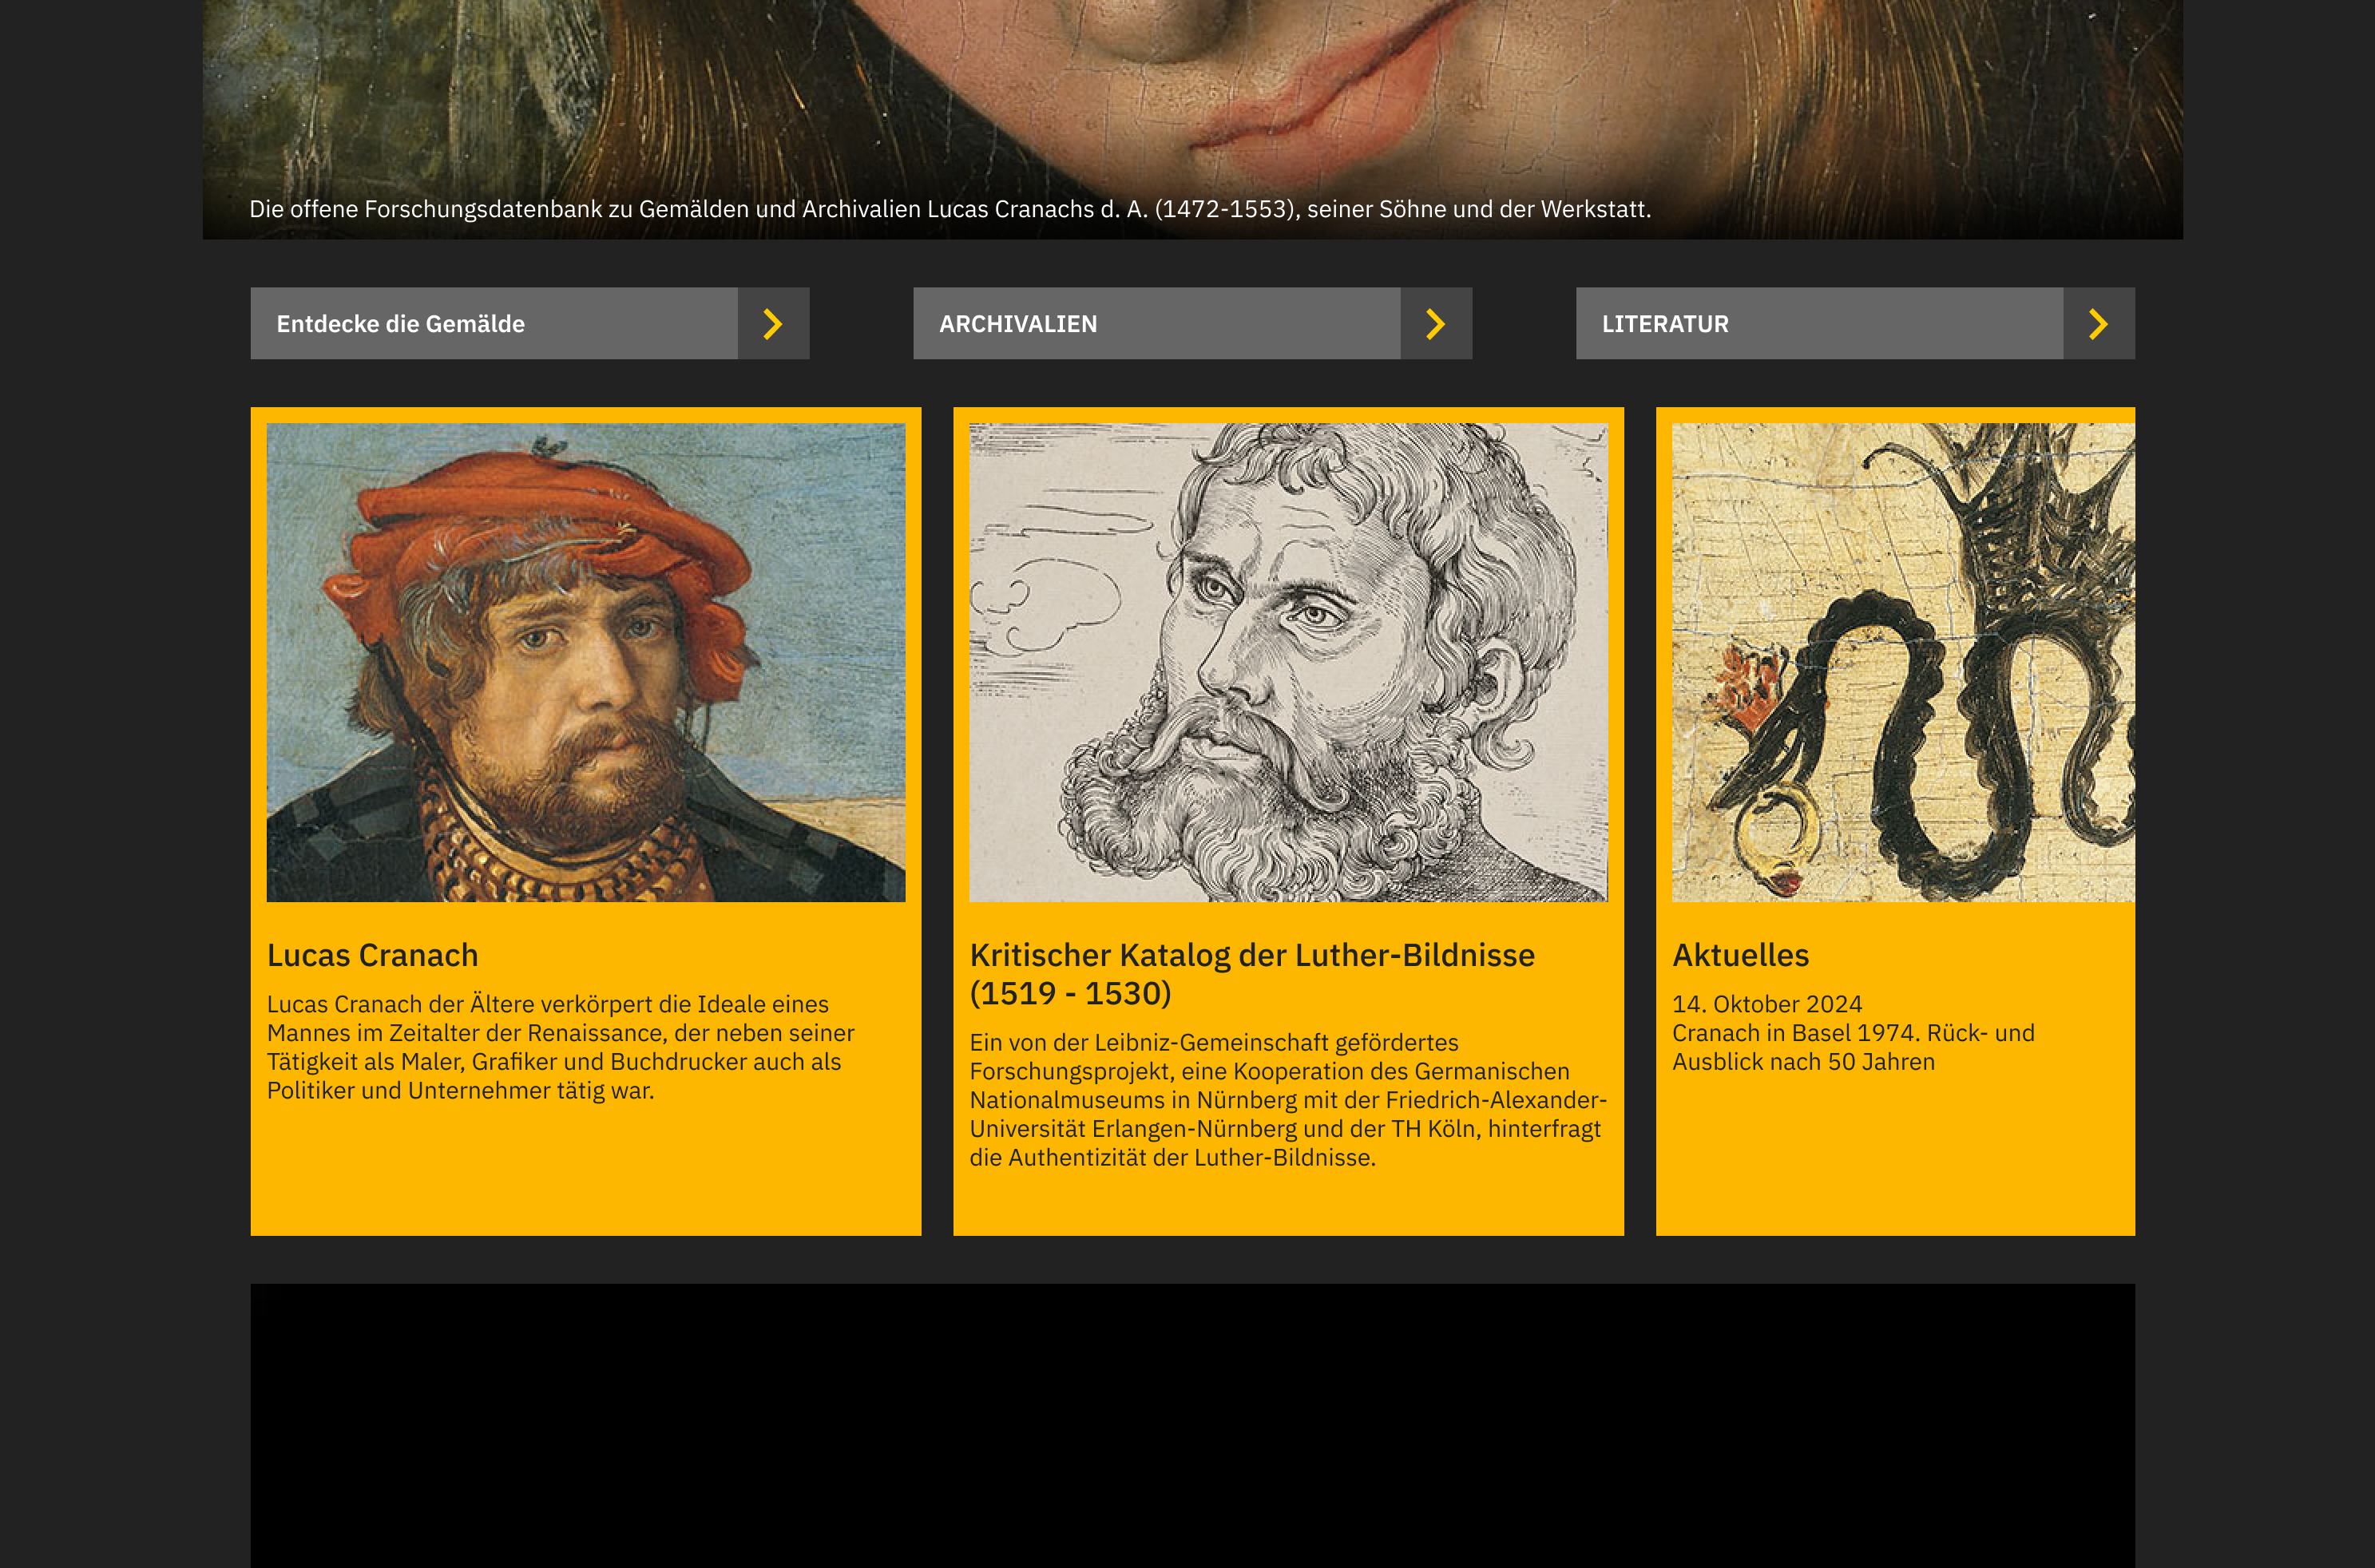 Die offene Forschungsdatenbank zu Gemälden und Archivalien Lucas Cranachs d. A. (1472-1553), seiner Söhne und der Werkstatt.
Entdecke die Gemälde
ARCHIVALIEN
LITERATUR
Lucas Cranach
Lucas Cranach der Ältere verkörpert die Ideale eines
Mannes im Zeitalter der Renaissance, der neben seiner
Tätigkeit als Maler, Grafiker und Buchdrucker auch als
Politiker und Unternehmer tätig war.
Kritischer Katalog der Luther-Bildnisse
(1519 - 1530)
Ein von der Leibniz-Gemeinschaft gefördertes
Forschungsprojekt, eine Kooperation des Germanischen
Nationalmuseums in Nürnberg mit der Friedrich-Alexander-
Universität Erlangen-Nürnberg und der TH Köln, hinterfragt
die Authentizität der Luther-Bildnisse.
Aktuelles
14. Oktober 2024
Cranach in Basel 1974. Rück- und
Ausblick nach 50 Jahren